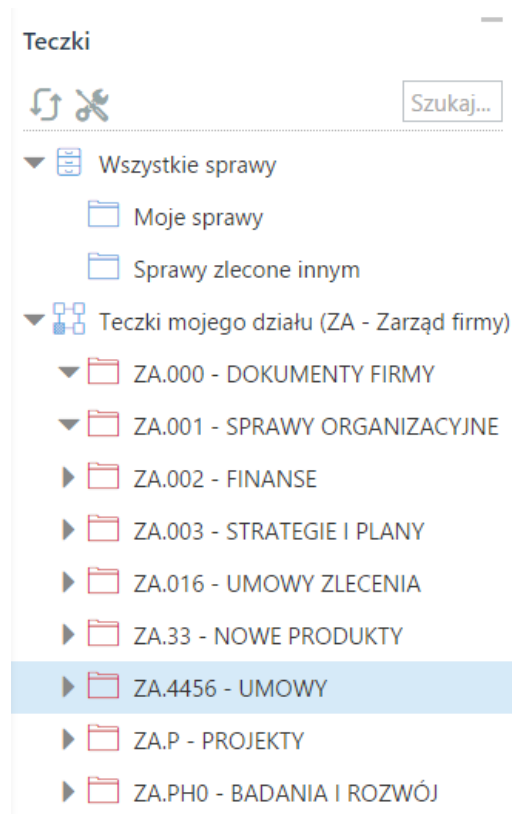 Teczki
Szukaj...
Wszystkie sprawy
Moje sprawy
Sprawy zlecone innym
Teczki mojego działu (ZA - Zarząd firmy)
ZA.000 - DOKUMENTY FIRMY
ZA.001 - SPRAWY ORGANIZACYJNE
ZA.002 - FINANSE
ZA.003 - STRATEGIE I PLANY
ZA.016 - UMOWY ZLECENIA
ZA.33 - NOWE PRODUKTY
ZA.4456 - UMOWY
ZA.P - PROJEKTY
ZA.PH0 - BADANIA I ROZWÓJ